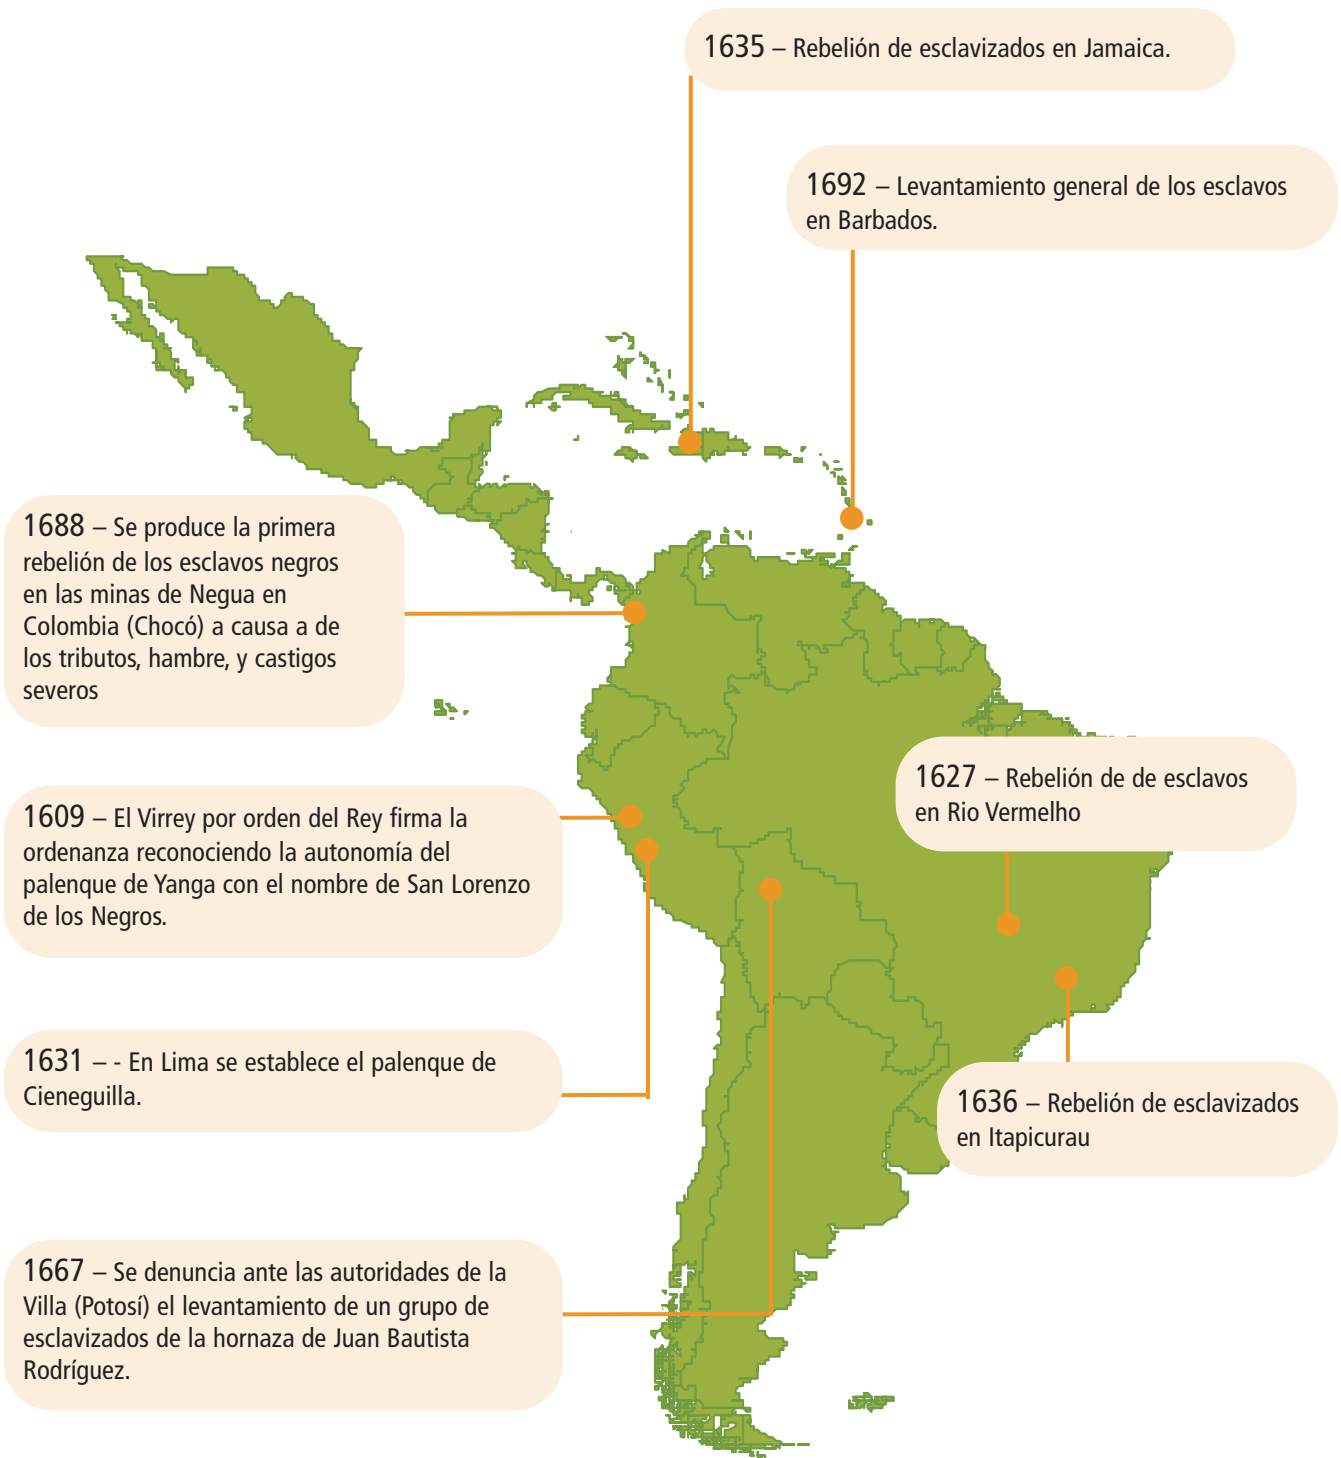 1635 – Rebelión de esclavizados en Jamaica.
1692 – Levantamiento general de los esclavos
en Barbados.
1688 – Se produce la primera
rebelión de los esclavos negros
en las minas de Negua en
Colombia (Chocó) a causa a de
los tributos, hambre, y castigos
severos
1627 – Rebelión de de esclavos
en Rio Vermelho
1609 – El Virrey por orden del Rey firma la
ordenanza reconociendo la autonomía del
palenque de Yanga con el nombre de San Lorenzo
de los Negros.
1631 – - En Lima se establece el palenque de
Cieneguilla.
1636 – Rebelión de esclavizados
en Itapicurau
1667 – Se denuncia ante las autoridades de la
Villa (Potosí) el levantamiento de un grupo de
esclavizados de la hornaza de Juan Bautista
Rodríguez.